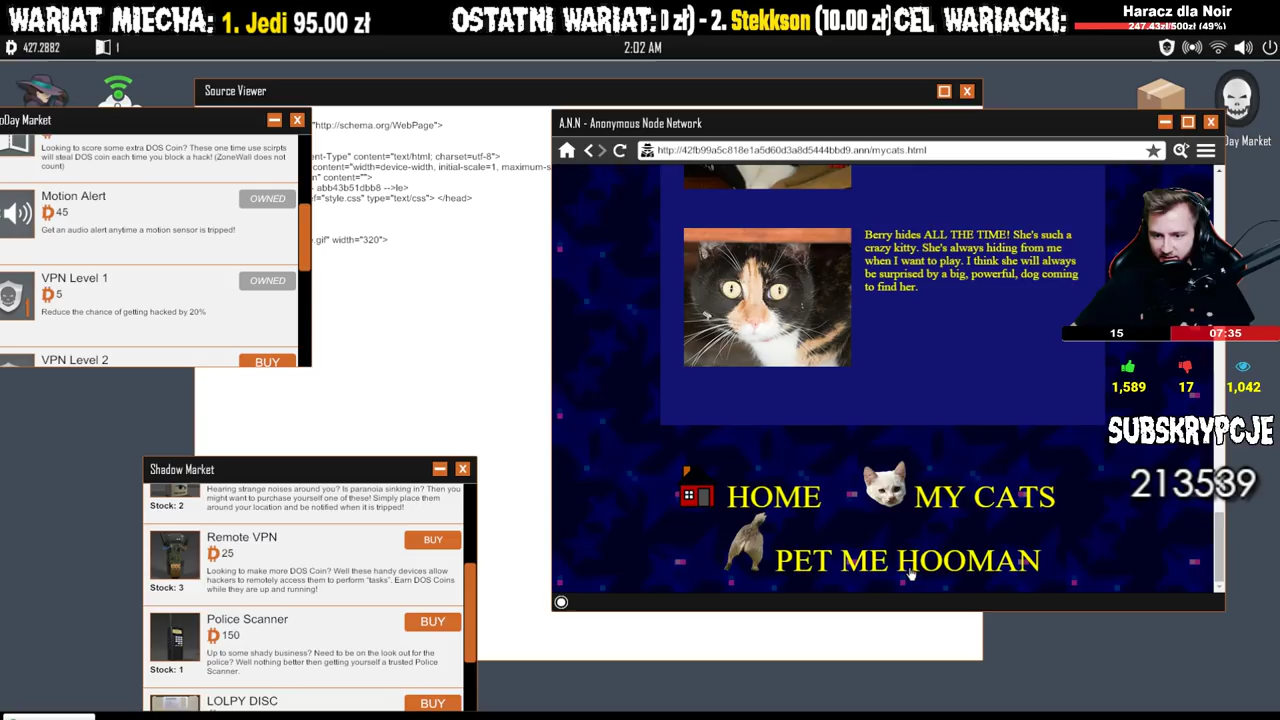 WARIAT MIECHA: 1. Jedi 95.00 zł
OSTATNI WARIAT: zł) - 2. Stekkson (10.00 zł)
CEL WARIACKI:
Haracz dla Noir
247.43zł/500zł (49%)
427.2882
1
2:02 AM
Source Viewer
"http://schema.org/WebPage">
ent-Type" content="text/html; charset=utf-8">
content="width=device-width, initial-scale=1, maximum-s
content="">
- abb43b51dbb8 -->le>
ef="style.css" type="text/css"> </head>
e.gif" width="320">
oDay Market
Looking to score some extra DOS Coin? These one time use scirpts
will steal DOS coin each time you block a hack! (ZoneWall does not
count)
Motion Alert
45
OWNED
Get an audio alert anytime a motion sensor is tripped!
VPN Level 1
5
OWNED
Reduce the chance of getting hacked by 20%
VPN Level 2
BUY
Day Market
A.N.N - Anonymous Node Network
http://42fb99a5c818e1a5d60d3a8d5444bbd9.ann/mycats.html
Berry hides ALL THE TIME! She's such a
crazy kitty. She's always hiding from me
when I want to play. I think she will always
be surprised by a big, powerful, dog coming
to find her.
HOME
MY CATS
PET ME HOOMAN
15
07:35
1,589
17
1,042
SUBSKRYPCJE
213539
Shadow Market
Hearing strange noises around you? Is paranoia sinking in? Then you
might want to purchase yourself one of these! Simply place them
around your location and be notified when it is tripped!
Stock: 2
Remote VPN
25
BUY
Looking to make more DOS Coin? Well these handy devices allow
hackers to remotely access them to perform "tasks". Earn DOS Coins
while they are up and running!
Stock: 3
Police Scanner
150
BUY
Up to some shady business? Need to be on the look out for the
police? Well nothing better then getting yourself a trusted Police
Scanner.
Stock: 1
LOLPY DISC
BUY